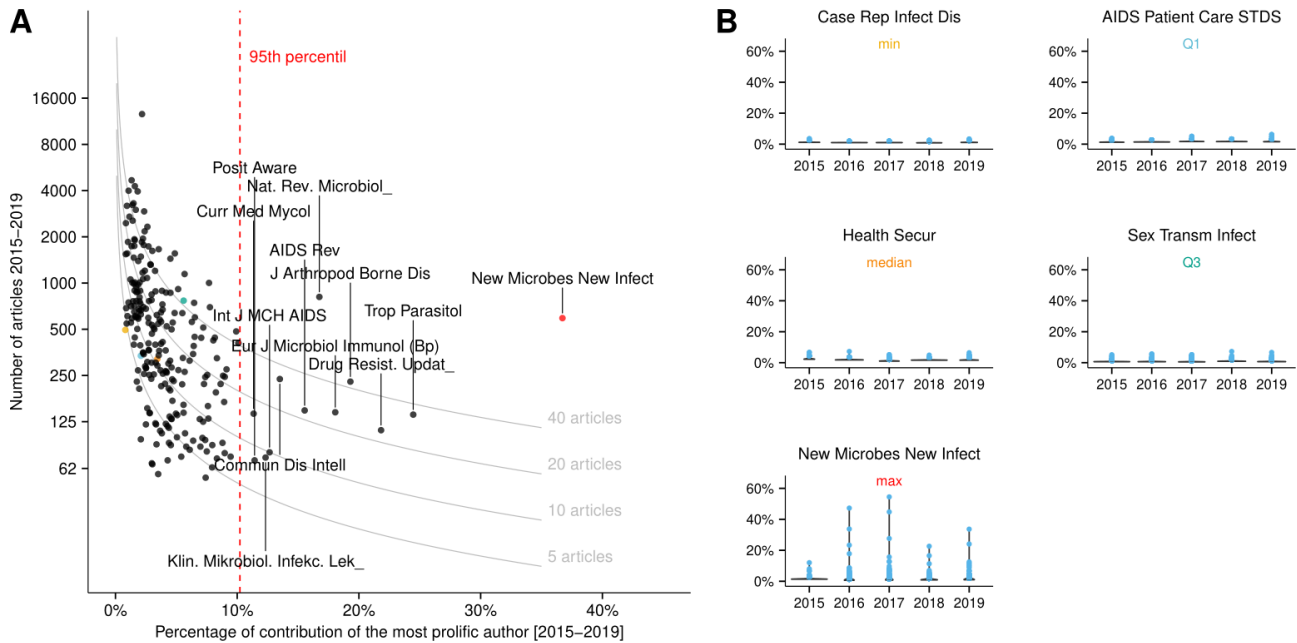 A
95th percentil
16000
8000
4000
2000
1000
500
250
125
62
Number of articles 2015−2019
Posit Aware
Nat. Rev. Microbiol_
Curr Med Mycol
AIDS Rev
J Arthropod Borne Dis
New Microbes New Infect
Int J MCH AIDS
Trop Parasitol
Eur J Microbiol Immunol (Bp)
Drug Resist. Updat_
Commun Dis Intell
Klin. Mikrobiol. Infekc. Lek_
40 articles
20 articles
10 articles
5 articles
0%
10%
20%
30%
40%
Percentage of contribution of the most prolific author [2015−2019]
B
Case Rep Infect Dis
min
60%
40%
20%
0%
2015 2016 2017 2018 2019
AIDS Patient Care STDS
Q1
60%
40%
20%
0%
2015 2016 2017 2018 2019
Health Secur
median
60%
40%
20%
0%
2015 2016 2017 2018 2019
Sex Transm Infect
Q3
60%
40%
20%
0%
2015 2016 2017 2018 2019
New Microbes New Infect
max
60%
40%
20%
0%
2015 2016 2017 2018 2019